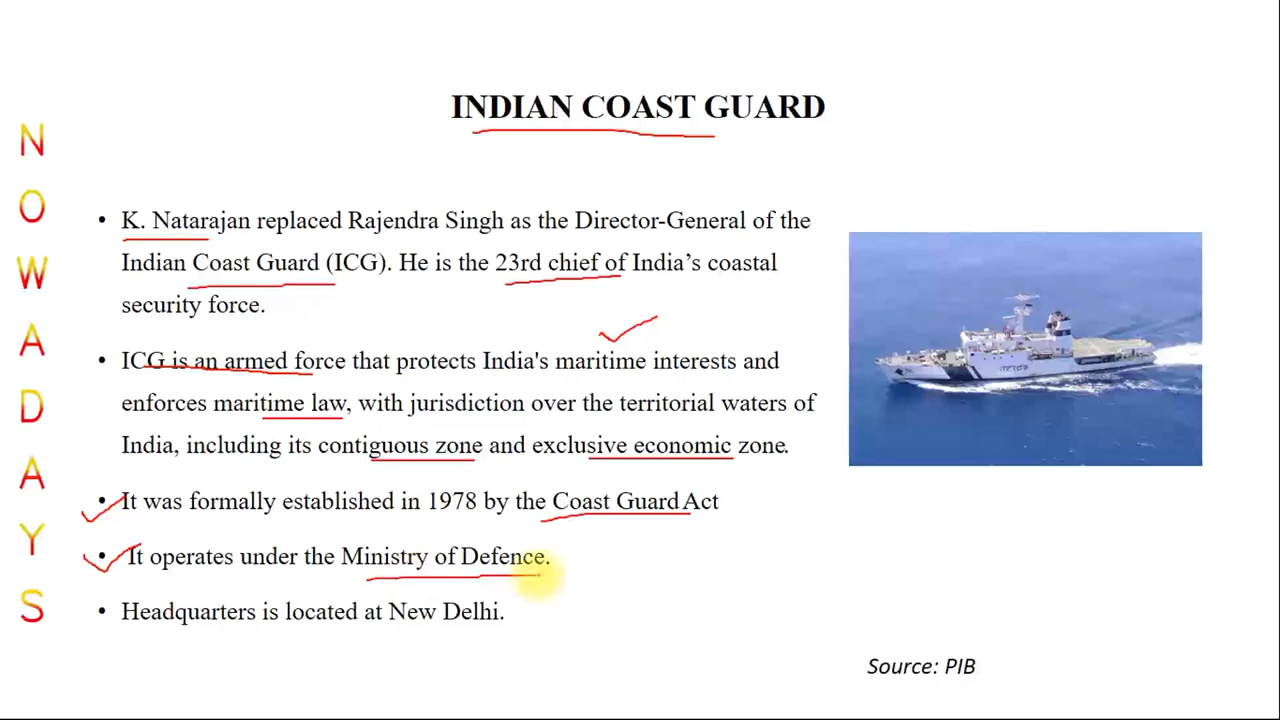 INDIAN COAST GUARD
N
O
W
A
D
A
Y
S
• K. Natarajan replaced Rajendra Singh as the Director-General of the
Indian Coast Guard (ICG). He is the 23rd chief of India’s coastal
security force.
• ICG is an armed force that protects India's maritime interests and
enforces maritime law, with jurisdiction over the territorial waters of
India, including its contiguous zone and exclusive economic zone.
• It was formally established in 1978 by the Coast Guard Act
• It operates under the Ministry of Defence.
• Headquarters is located at New Delhi.
Source: PIB